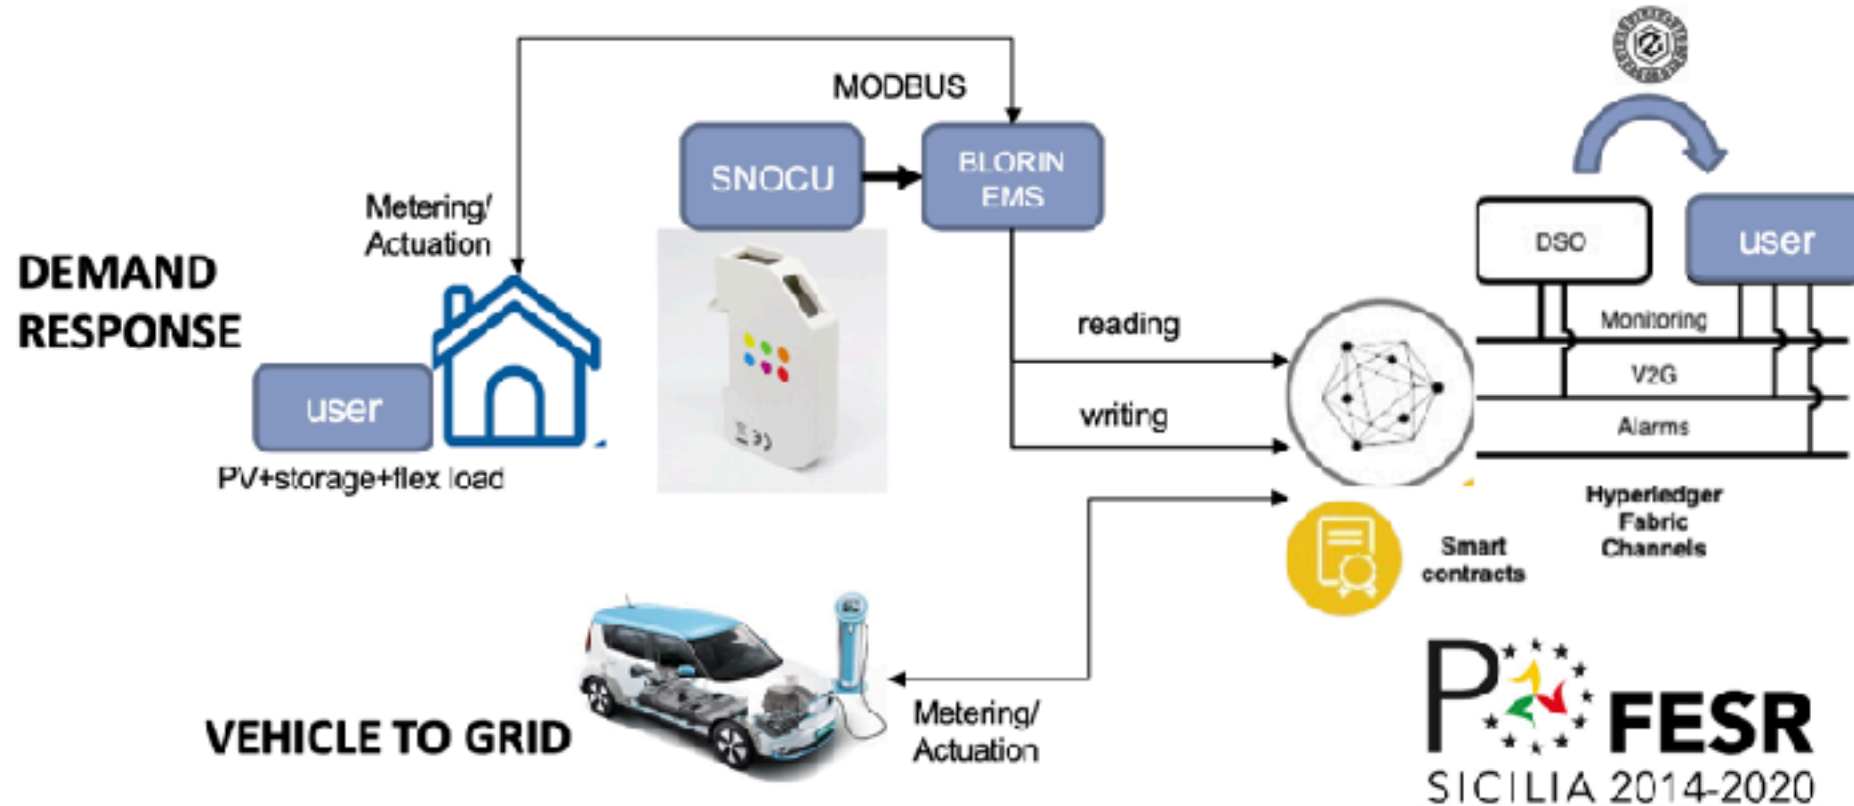 MODBUS
SNOCU
BLORIN
EMS
Metering/
Actuation
DEMAND
RESPONSE
user
PV+storage+flex load
reading
writing
DSO
user
Monitoring
V2G
Alarms
Hyperledger
Fabric
Channels
Smart
contracts
VEHICLE TO GRID
Metering/
Actuation
PO FESR
SICILIA 2014-2020